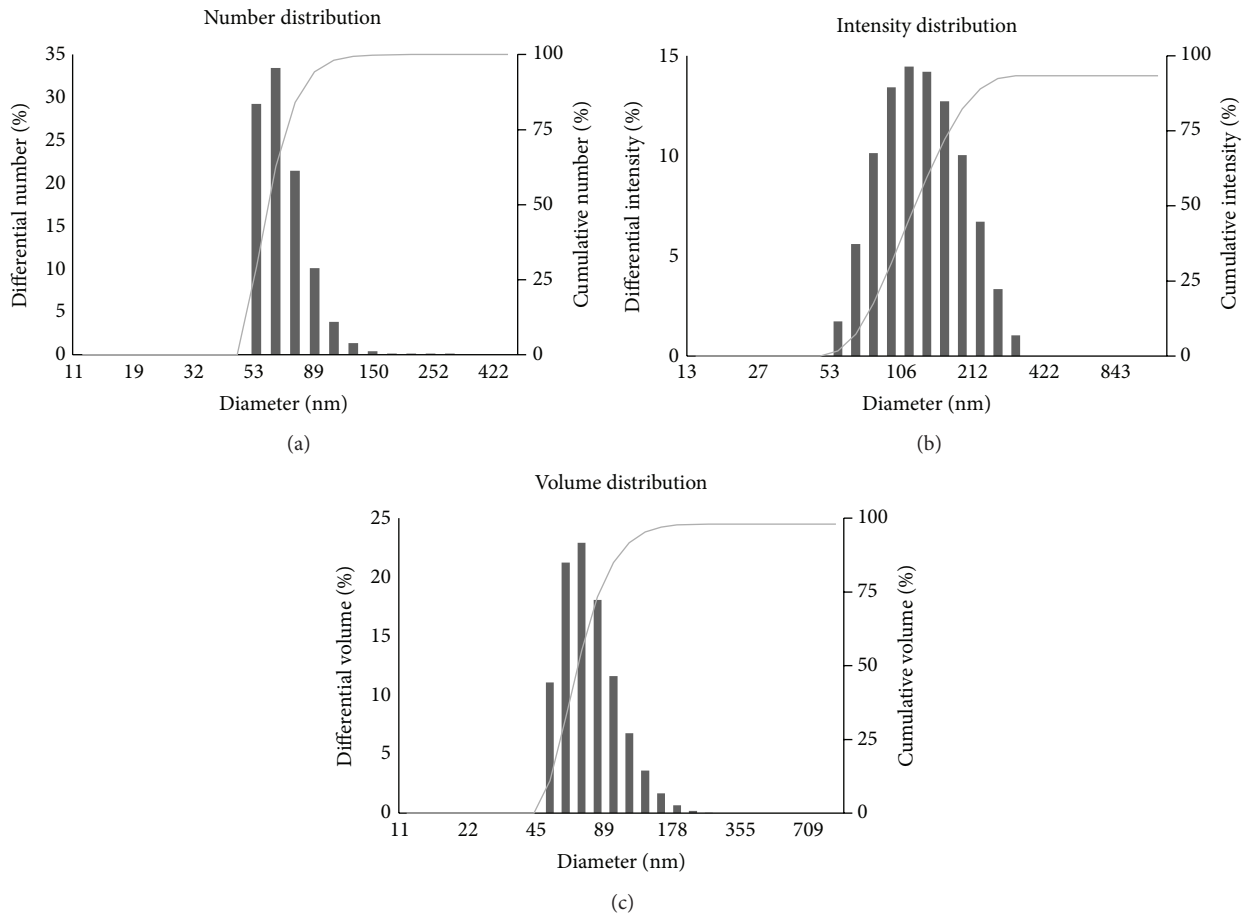 Number distribution
35
30
25
20
15
10
5
0
Differential number (%)
100
75
50
25
0
Cumulative number (%)
11 19 32 53 89 150 252 422
Diameter (nm)
(a)
Intensity distribution
15
10
5
0
Differential intensity (%)
100
75
50
25
0
Cumulative intensity (%)
13 27 53 106 212 422 843
Diameter (nm)
(b)
Volume distribution
25
20
15
10
5
0
Differential volume (%)
100
75
50
25
0
Cumulative volume (%)
11 22 45 89 178 355 709
Diameter (nm)
(c)